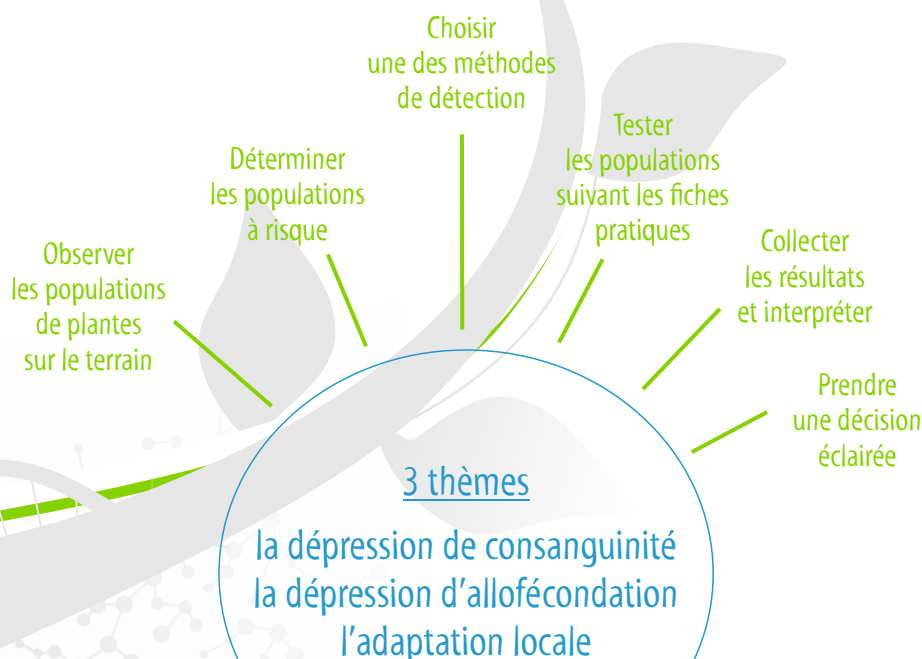 Observer
les populations
de plantes
sur le terrain
Déterminer
les populations
à risque
Choisir
une des méthodes
de détection
Tester
les populations
suivant les fiches
pratiques
Collecter
les résultats
et interpréter
Prendre
une décision
éclairée
3 thèmes
la dépression de consanguinité
la dépression d’allofécondation
l’adaptation locale